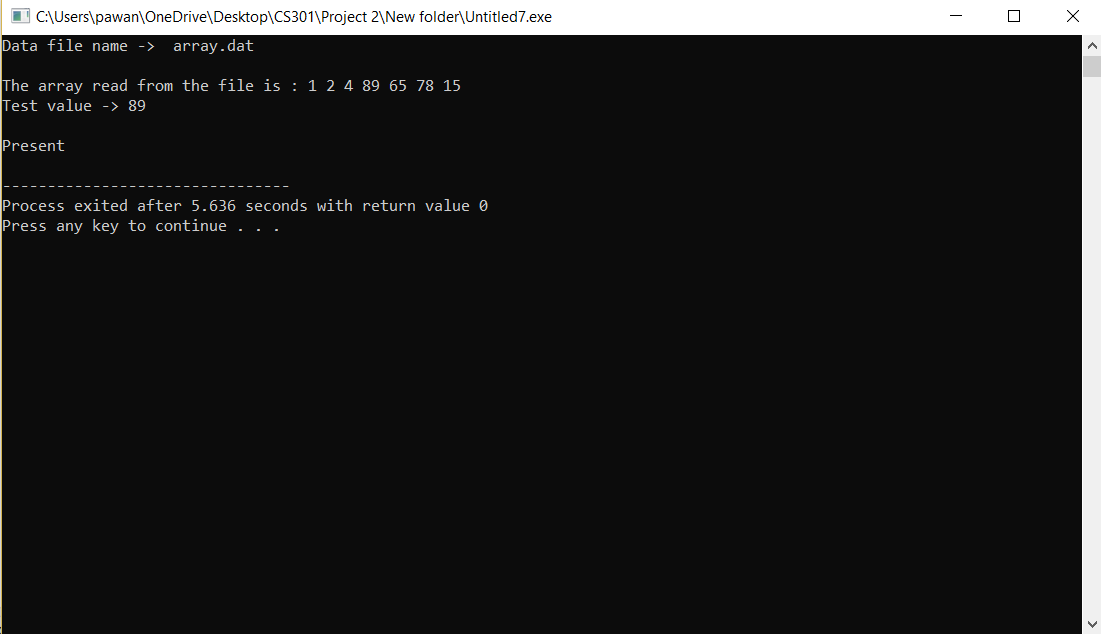 C:\Users\pawan\OneDrive\Desktop\CS301\Project 2\New folder\Untitled7.exe
Data file name ->  array.dat
The array read from the file is : 1 2 4 89 65 78 15
Test value -> 89
Present
--------------------------------
Process exited after 5.636 seconds with return value 0
Press any key to continue . . .